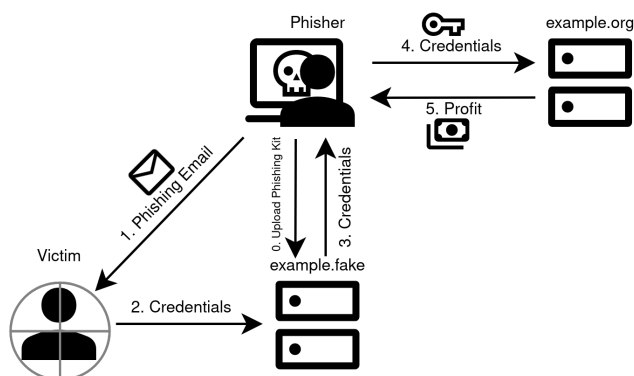 Phisher
example.org
4. Credentials
5. Profit
0. Upload Phishing Kit
3. Credentials
1. Phishing Email
Victim
example.fake
2. Credentials